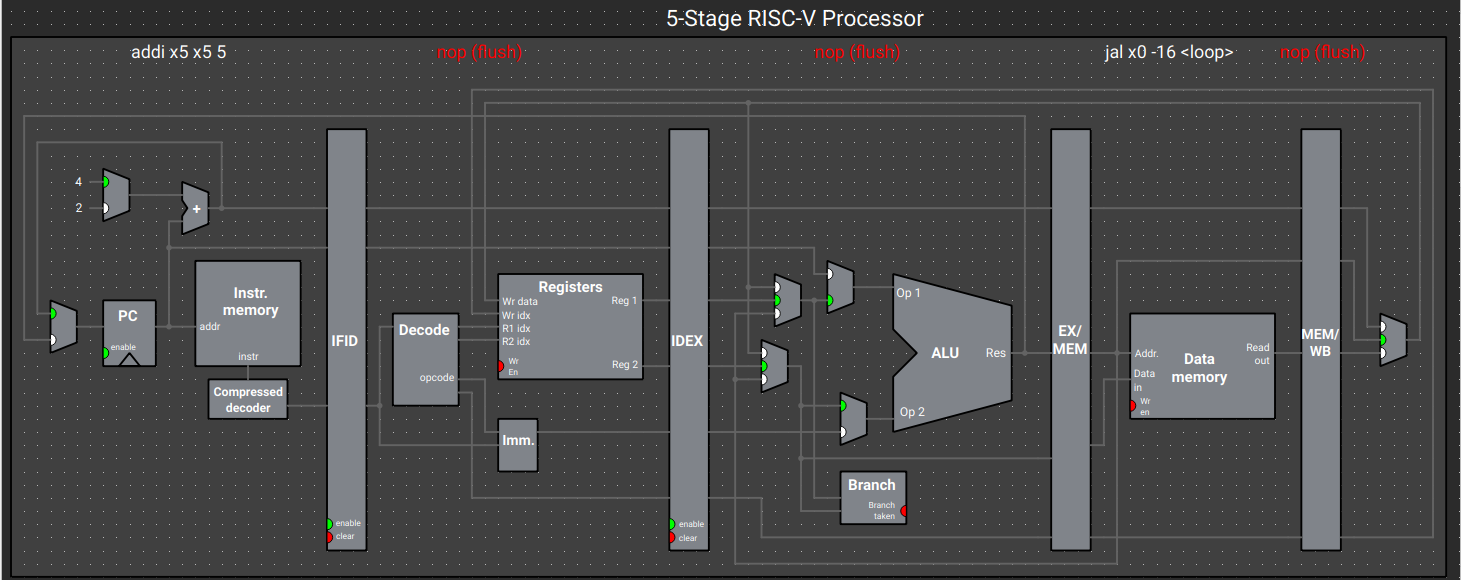 5-Stage RISC-V Processor
addi x5 x5 5
nop (flush)
nop (flush)
jal x0 -16 <loop>
nop (flush)
4
2
+
PC
enable
Instr.
memory
addr
instr
Compressed
decoder
IFID
enable
clear
Decode
opcode
Registers
Wr data
Wr idx
R1 idx
R2 idx
Wr
En
Reg 1
Reg 2
Imm.
IDEX
enable
clear
Op 1
ALU
Res
Op 2
Branch
Branch
taken
EX/
MEM
Addr.
Data
in
Wr
en
Data
memory
Read
out
MEM/
WB